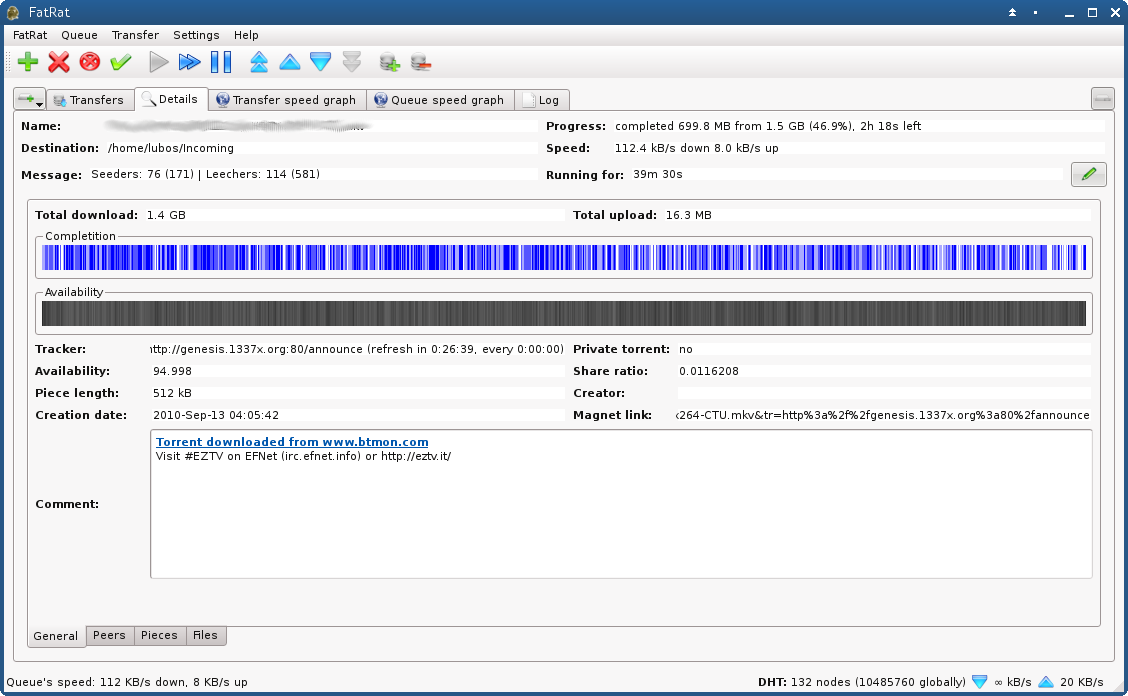 FatRat
FatRat Queue Transfer Settings Help
Transfers Details Transfer speed graph Queue speed graph Log
Name: Progress: completed 699.8 MB from 1.5 GB (46.9%), 2h 18s left
Destination: /home/lubos/Incoming Speed: 112.4 kB/s down 8.0 kB/s up
Message: Seeders: 76 (171) | Leechers: 114 (581) Running for: 39m 30s
Total download: 1.4 GB Total upload: 16.3 MB
Completition
Availability
Tracker: http://genesis.1337x.org:80/announce (refresh in 0:26:39, every 0:00:00) Private torrent: no
Availability: 94.998 Share ratio: 0.0116208
Piece length: 512 kB Creator:
Creation date: 2010-Sep-13 04:05:42 Magnet link: x264-CTU.mkv&tr=http%3a%2f%2fgenesis.1337x.org%3a80%2fannounce
Torrent downloaded from www.btmon.com
Visit #EZTV on EFNet (irc.efnet.info) or http://eztv.it/
Comment:
General Peers Pieces Files
Queue's speed: 112 KB/s down, 8 KB/s up DHT: 132 nodes (10485760 globally) ∞ kB/s 20 KB/s